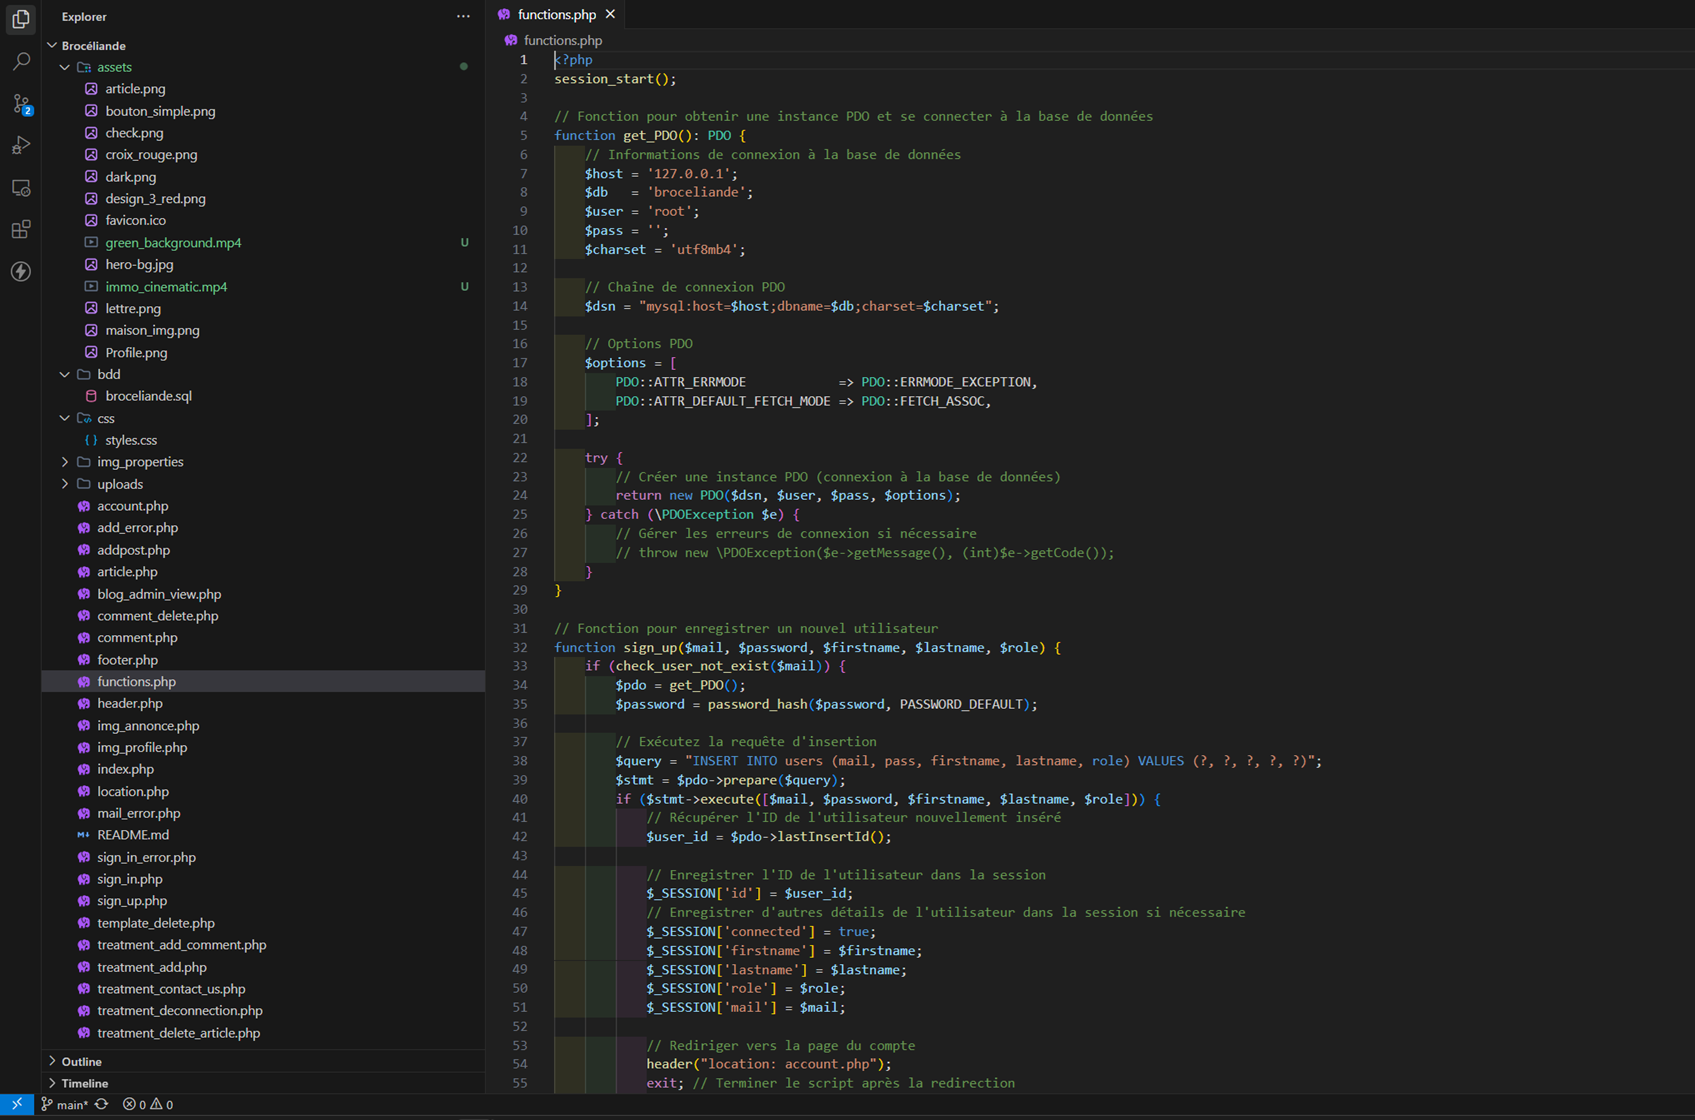 Explorer
Brocéliande
assets
article.png
bouton_simple.png
check.png
croix_rouge.png
dark.png
design_3_red.png
favicon.ico
green_background.mp4 U
hero-bg.jpg
immo_cinematic.mp4 U
lettre.png
maison_img.png
Profile.png
bdd
broceliande.sql
css
{ } styles.css
img_properties
uploads
account.php
add_error.php
addpost.php
article.php
blog_admin_view.php
comment_delete.php
comment.php
footer.php
functions.php
header.php
img_annonce.php
img_profile.php
index.php
location.php
mail_error.php
README.md
sign_in_error.php
sign_in.php
sign_up.php
template_delete.php
treatment_add_comment.php
treatment_add.php
treatment_contact_us.php
treatment_deconnection.php
treatment_delete_article.php
Outline
Timeline
2
functions.php
functions.php
1 <?php
2 session_start();
3
4 // Fonction pour obtenir une instance PDO et se connecter à la base de données
5 function get_PDO(): PDO {
6 // Informations de connexion à la base de données
7 $host = '127.0.0.1';
8 $db   = 'broceliande';
9 $user = 'root';
10 $pass = '';
11 $charset = 'utf8mb4';
12
13 // Chaîne de connexion PDO
14 $dsn = "mysql:host=$host;dbname=$db;charset=$charset";
15
16 // Options PDO
17 $options = [
18 PDO::ATTR_ERRMODE            => PDO::ERRMODE_EXCEPTION,
19 PDO::ATTR_DEFAULT_FETCH_MODE => PDO::FETCH_ASSOC,
20 ];
21
22 try {
23 // Créer une instance PDO (connexion à la base de données)
24 return new PDO($dsn, $user, $pass, $options);
25 } catch (\PDOException $e) {
26 // Gérer les erreurs de connexion si nécessaire
27 // throw new \PDOException($e->getMessage(), (int)$e->getCode());
28 }
29 }
30
31 // Fonction pour enregistrer un nouvel utilisateur
32 function sign_up($mail, $password, $firstname, $lastname, $role) {
33 if (check_user_not_exist($mail)) {
34 $pdo = get_PDO();
35 $password = password_hash($password, PASSWORD_DEFAULT);
36
37 // Exécutez la requête d'insertion
38 $query = "INSERT INTO users (mail, pass, firstname, lastname, role) VALUES (?, ?, ?, ?, ?)";
39 $stmt = $pdo->prepare($query);
40 if ($stmt->execute([$mail, $password, $firstname, $lastname, $role])) {
41 // Récupérer l'ID de l'utilisateur nouvellement inséré
42 $user_id = $pdo->lastInsertId();
43
44 // Enregistrer l'ID de l'utilisateur dans la session
45 $_SESSION['id'] = $user_id;
46 // Enregistrer d'autres détails de l'utilisateur dans la session si nécessaire
47 $_SESSION['connected'] = true;
48 $_SESSION['firstname'] = $firstname;
49 $_SESSION['lastname'] = $lastname;
50 $_SESSION['role'] = $role;
51 $_SESSION['mail'] = $mail;
52
53 // Rediriger vers la page du compte
54 header("location: account.php");
55 exit; // Terminer le script après la redirection
main* 0 0